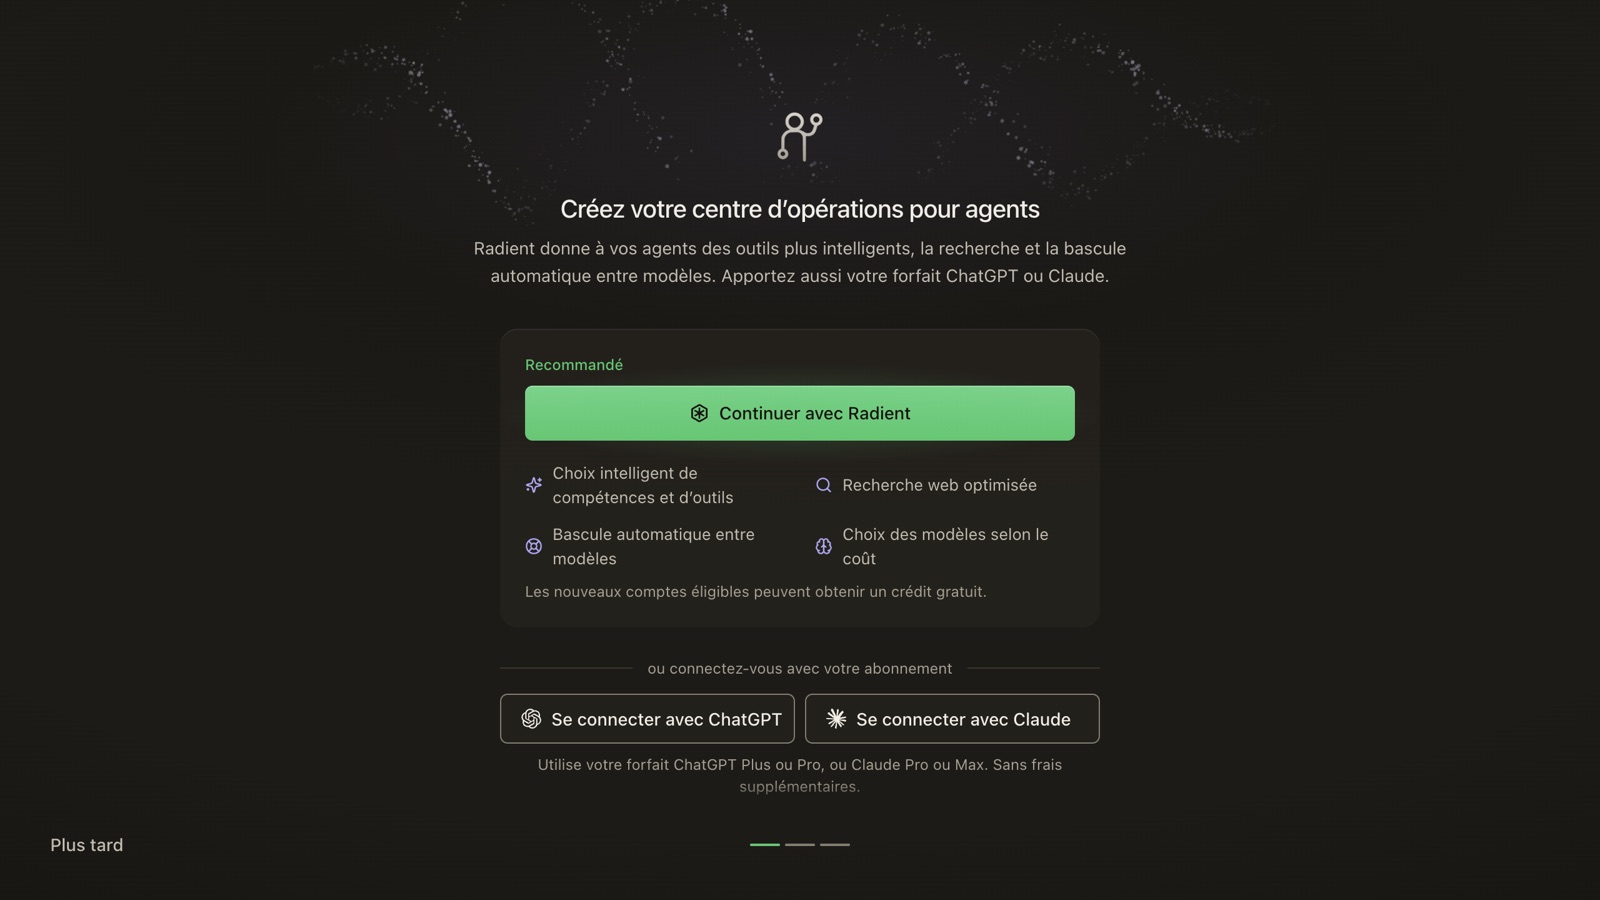 Créez votre centre d’opérations pour agents
Radient donne à vos agents des outils plus intelligents, la recherche et la bascule
automatique entre modèles. Apportez aussi votre forfait ChatGPT ou Claude.
Recommandé
Continuer avec Radient
Choix intelligent de
compétences et d’outils
Recherche web optimisée
Bascule automatique entre
modèles
Choix des modèles selon le
coût
Les nouveaux comptes éligibles peuvent obtenir un crédit gratuit.
ou connectez-vous avec votre abonnement
Se connecter avec ChatGPT
Se connecter avec Claude
Utilise votre forfait ChatGPT Plus ou Pro, ou Claude Pro ou Max. Sans frais
supplémentaires.
Plus tard